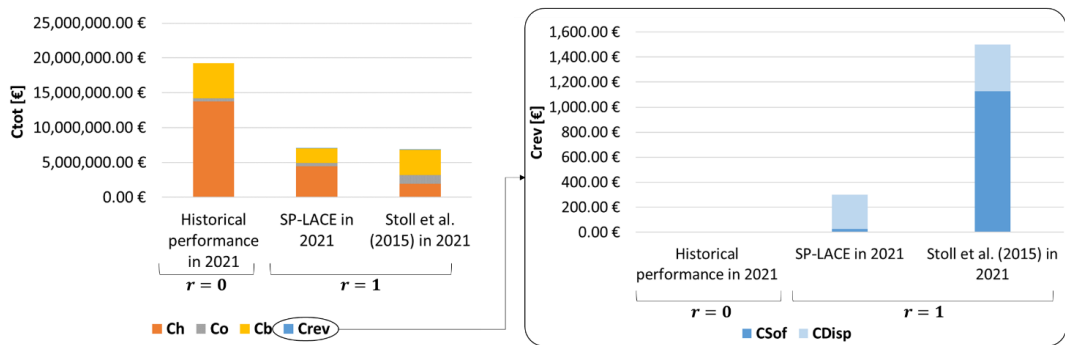 25,000,000.00 €
20,000,000.00 €
15,000,000.00 €
10,000,000.00 €
5,000,000.00 €
0.00 €
Ctot [€]
Historical
performance
in 2021
SP-LACE in
2021
Stoll et al.
(2015) in 2021
r = 0
r = 1
Ch Co Cb Crev
1,600.00 €
1,400.00 €
1,200.00 €
1,000.00 €
800.00 €
600.00 €
400.00 €
200.00 €
0.00 €
Crev [€]
Historical
performance in 2021
SP-LACE in 2021
Stoll et al. (2015) in
2021
r = 0
r = 1
CSof CDisp